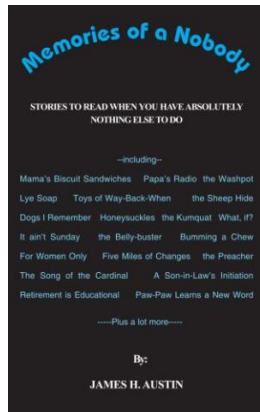 Memories of a Nobody
STORIES TO READ WHEN YOU HAVE ABSOLUTELY
NOTHING ELSE TO DO
--including--
Mama's Biscuit Sandwiches Papa's Radio the Washpot
Lye Soap Toys of Way-Back-When the Sheep Hide
Dogs I Remember Honeysuckles the Kumquat What, if?
It ain't Sunday the Belly-buster Bumming a Chew
For Women Only Five Miles of Changes the Preacher
The Song of the Cardinal A Son-in-Law's Initiation
Retirement is Educational Paw-Paw Learns a New Word
-----Plus a lot more-----
By:
JAMES H. AUSTIN